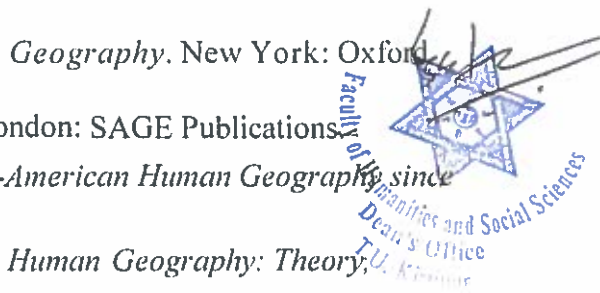 Geography. New York: Oxford
ondon: SAGE Publications.
-American Human Geography since
Human Geography: Theory,
Faculty of Humanities and Social Sciences
Dean's Office
T.U.